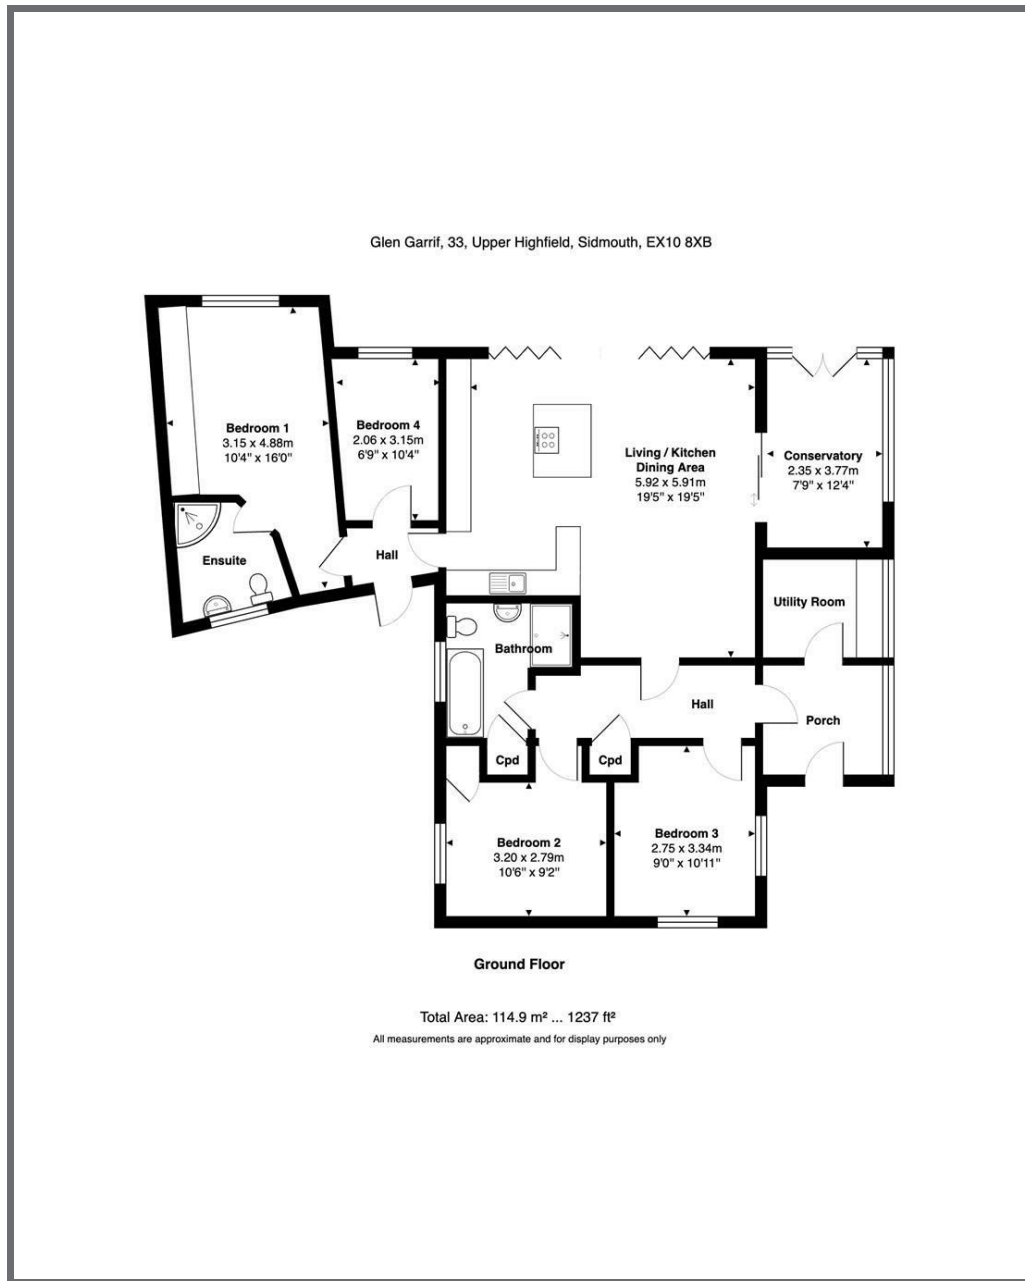 Glen Garrif, 33, Upper Highfield, Sidmouth, EX10 8XB
Bedroom 1
3.15 x 4.88m
10'4" x 16'0"
Bedroom 4
2.06 x 3.15m
6'9" x 10'4"
Living / Kitchen
Dining Area
5.92 x 5.91m
19'5" x 19'5"
Conservatory
2.35 x 3.77m
7'9" x 12'4"
Ensuite
Hall
Utility Room
Bathroom
Hall
Porch
Cpd
Cpd
Bedroom 2
3.20 x 2.79m
10'6" x 9'2"
Bedroom 3
2.75 x 3.34m
9'0" x 10'11"
Ground Floor
Total Area: 114.9 m² ... 1237 ft²
All measurements are approximate and for display purposes only